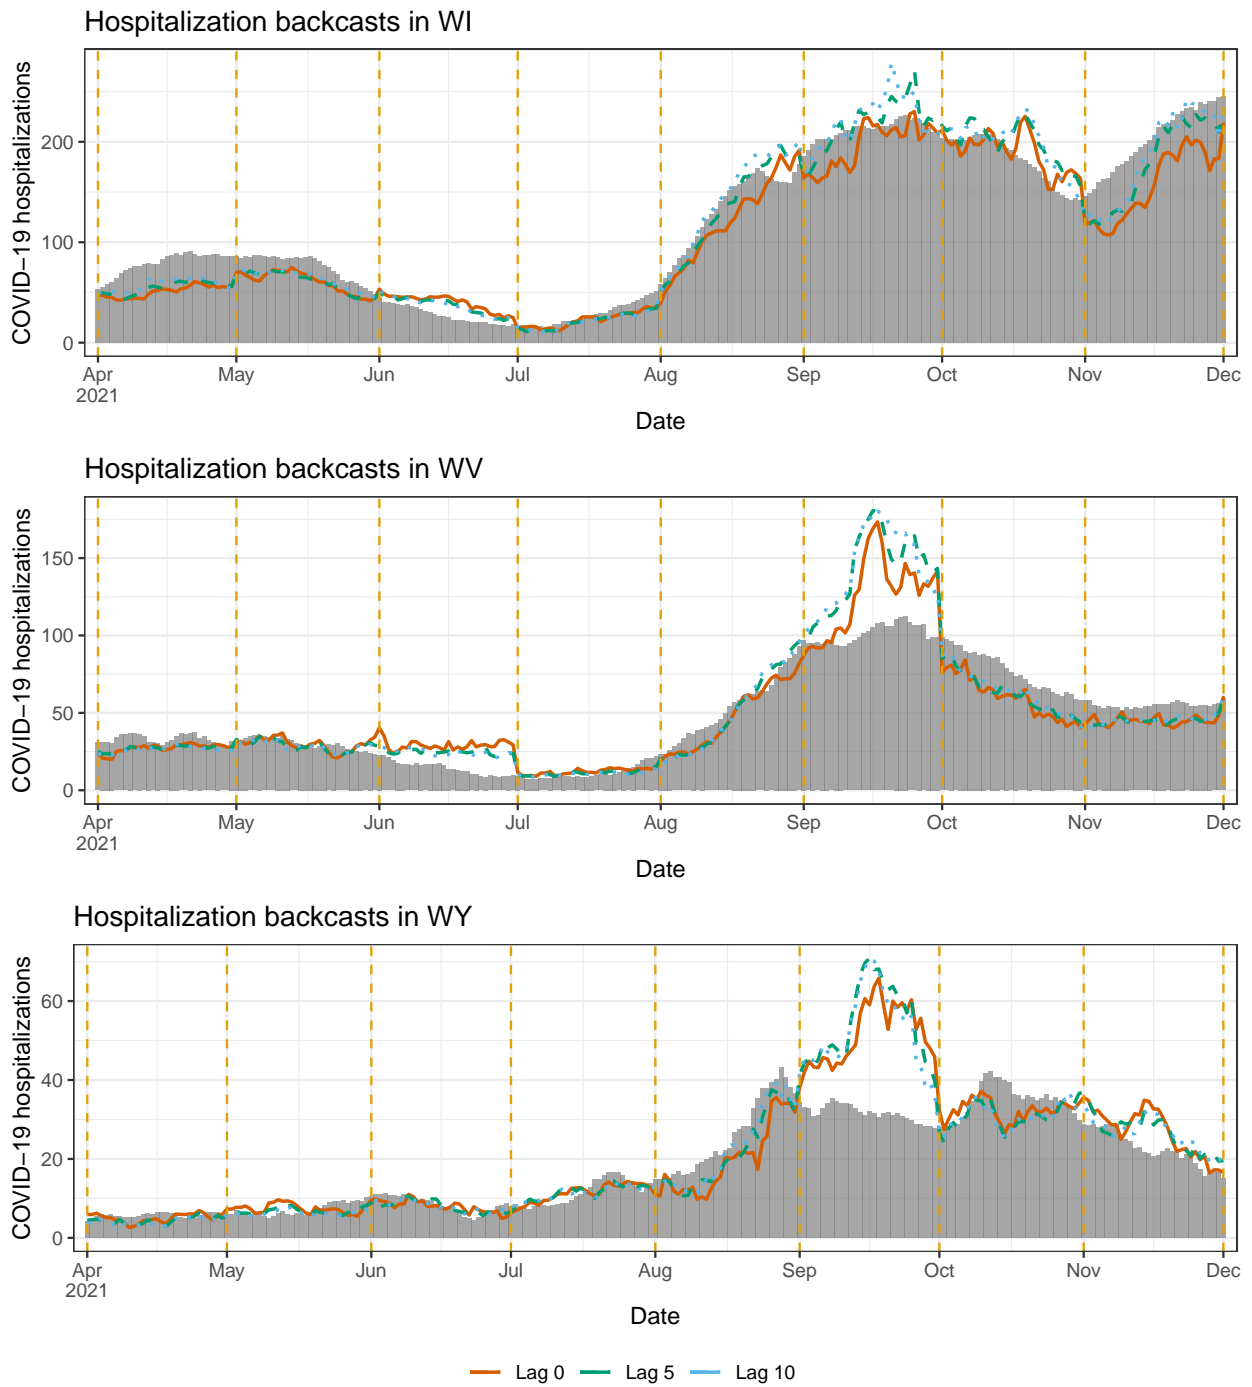 Hospitalization backcasts in WI
COVID−19 hospitalizations
200
100
0
Apr 2021
May
Jun
Jul
Aug
Sep
Oct
Nov
Dec
Date
Hospitalization backcasts in WV
COVID−19 hospitalizations
150
100
50
0
Apr 2021
May
Jun
Jul
Aug
Sep
Oct
Nov
Dec
Date
Hospitalization backcasts in WY
COVID−19 hospitalizations
60
40
20
0
Apr 2021
May
Jun
Jul
Aug
Sep
Oct
Nov
Dec
Date
Lag 0 Lag 5 Lag 10